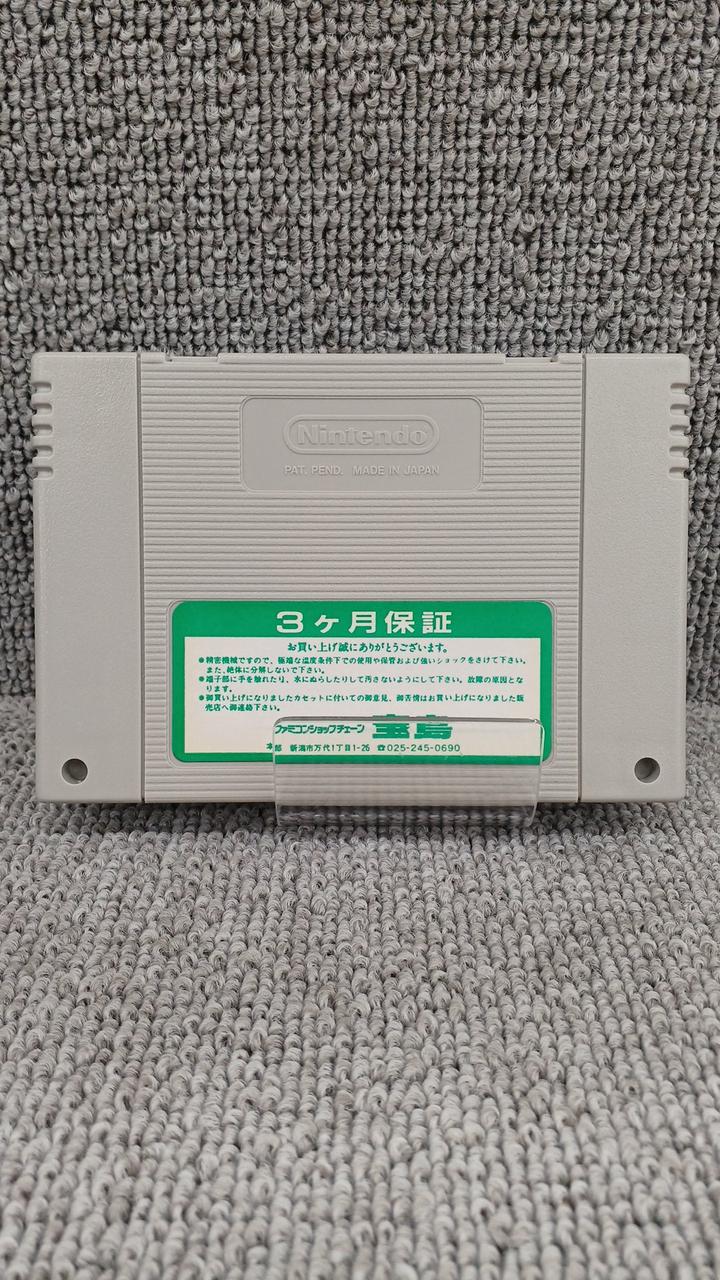 Nintendo
PAT. PEND. MADE IN JAPAN
3ヶ月保証
お買い上げ誠にありがとうございます。
●精密機械ですので、極端な温度条件下での使用や保管および強いショックをさけて下さい。
また、絶体に分解しないで下さい。
●端子部に手を触れたり、水にぬらしたりして汚さないようにして下さい。故障の原因とな
ります。
●御買い上げになりましたカセットに付いての御意見、御苦情はお買い上げになりました販
売店へ御連絡下さい。
ファミコンショップチェーン 宝島
本部 新潟市万代1丁目1-26 ☎025-245-0690